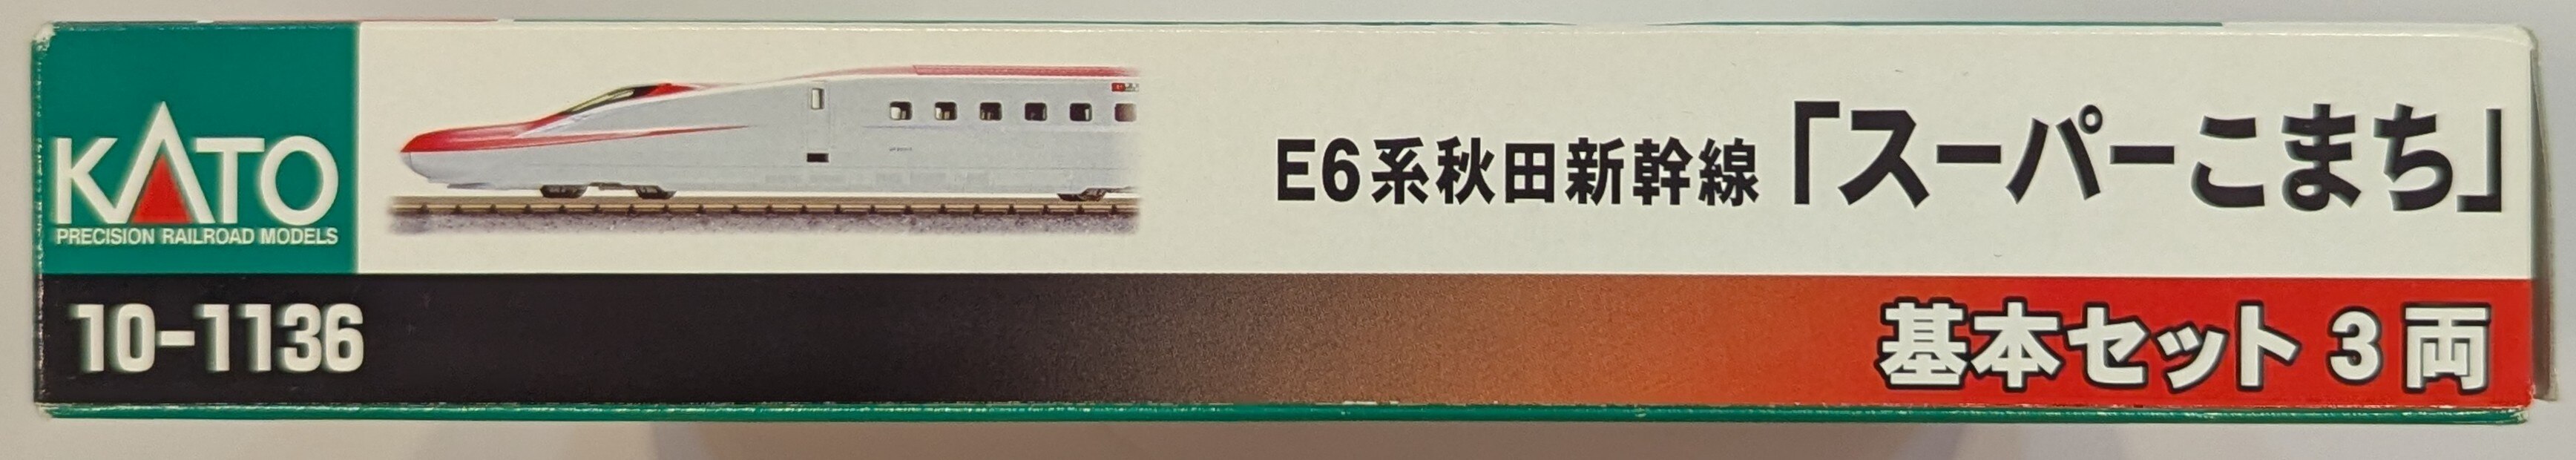 KATO
PRECISION RAILROAD MODELS
E6系秋田新幹線「スーパーこまち」
10-1136
基本セット 3両